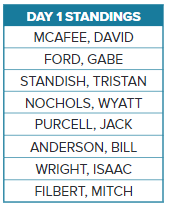 DAY 1 STANDINGS
MCAFEE, DAVID
FORD, GABE
STANDISH, TRISTAN
NOCHOLS, WYATT
PURCELL, JACK
ANDERSON, BILL
WRIGHT, ISAAC
FILBERT, MITCH